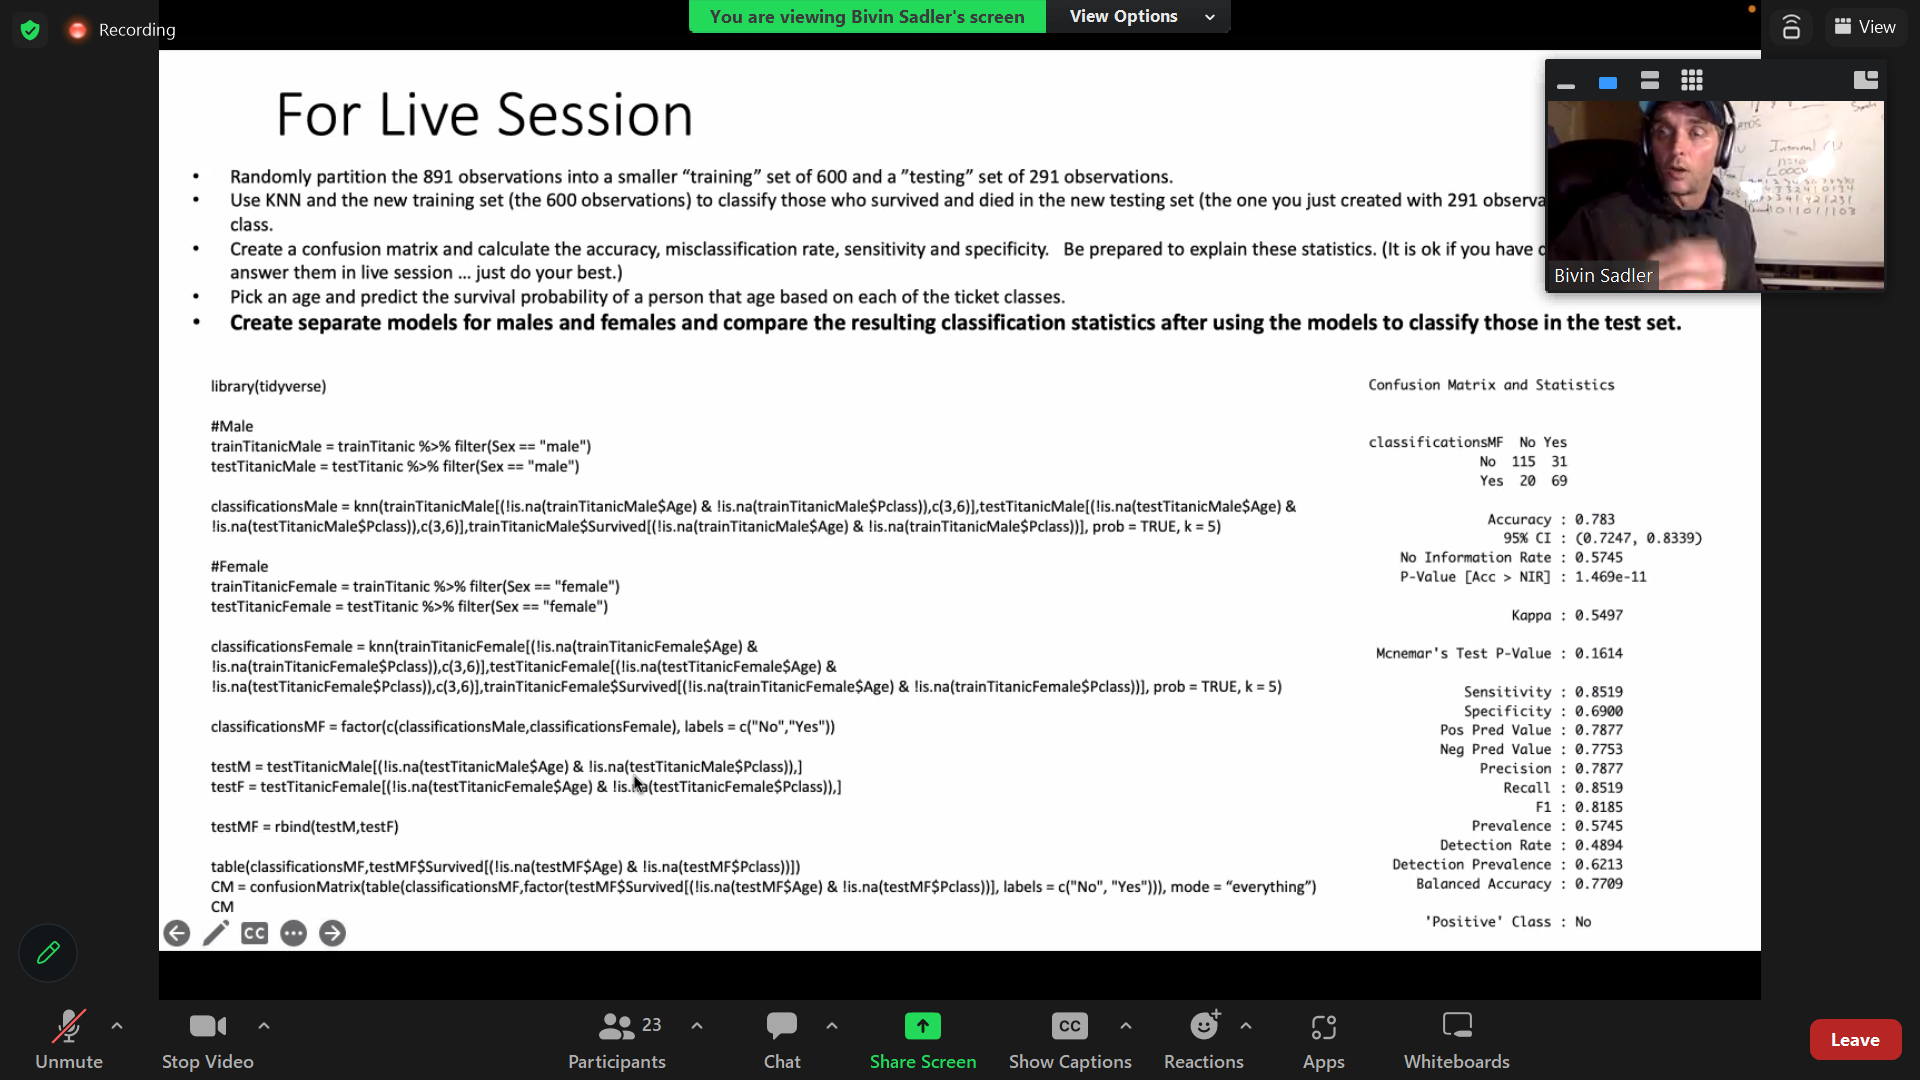 You are viewing Bivin Sadler's screen
View Options
Recording
View
For Live Session
• Randomly partition the 891 observations into a smaller “training” set of 600 and a ”testing” set of 291 observations.
• Use KNN and the new training set (the 600 observations) to classify those who survived and died in the new testing set (the one you just created with 291
class.
• Create a confusion matrix and calculate the accuracy, misclassification rate, sensitivity and specificity. Be prepared to explain these statistics. (It is ok if you have
answer them in live session … just do your best.)
• Pick an age and predict the survival probability of a person that age based on each of the ticket classes.
• Create separate models for males and females and compare the resulting classification statistics after using the models to classify those in the test set.
Bivin Sadler
library(tidyverse)
#Male
trainTitanicMale = trainTitanic %>% filter(Sex == "male")
testTitanicMale = testTitanic %>% filter(Sex == "male")
classificationsMale = knn(trainTitanicMale[(!is.na(trainTitanicMale$Age) & !is.na(trainTitanicMale$Pclass)),c(3,6)],testTitanicMale[(!is.na(testTitanicMale$Age) &
!is.na(testTitanicMale$Pclass)),c(3,6)],trainTitanicMale$Survived[(!is.na(trainTitanicMale$Age) & !is.na(trainTitanicMale$Pclass))], prob = TRUE, k = 5)
#Female
trainTitanicFemale = trainTitanic %>% filter(Sex == "female")
testTitanicFemale = testTitanic %>% filter(Sex == "female")
classificationsFemale = knn(trainTitanicFemale[(!is.na(trainTitanicFemale$Age) &
!is.na(trainTitanicFemale$Pclass)),c(3,6)],testTitanicFemale[(!is.na(testTitanicFemale$Age) &
!is.na(testTitanicFemale$Pclass)),c(3,6)],trainTitanicFemale$Survived[(!is.na(trainTitanicFemale$Age) & !is.na(trainTitanicFemale$Pclass))], prob = TRUE, k = 5)
classificationsMF = factor(c(classificationsMale,classificationsFemale), labels = c("No","Yes"))
testM = testTitanicMale[(!is.na(testTitanicMale$Age) & !is.na(testTitanicMale$Pclass)),]
testF = testTitanicFemale[(!is.na(testTitanicFemale$Age) & !is.na(testTitanicFemale$Pclass)),]
testMF = rbind(testM,testF)
table(classificationsMF,testMF$Survived[(!is.na(testMF$Age) & !is.na(testMF$Pclass))])
CM = confusionMatrix(table(classificationsMF,factor(testMF$Survived[(!is.na(testMF$Age) & !is.na(testMF$Pclass))], labels = c("No", "Yes"))), mode = “everything”)
CM
Confusion Matrix and Statistics
classificationsMF No Yes
No 115 31
Yes 20 69
Accuracy : 0.783
95% CI : (0.7247, 0.8339)
No Information Rate : 0.5745
P-Value [Acc > NIR] : 1.469e-11
Kappa : 0.5497
Mcnemar's Test P-Value : 0.1614
Sensitivity : 0.8519
Specificity : 0.6900
Pos Pred Value : 0.7877
Neg Pred Value : 0.7753
Precision : 0.7877
Recall : 0.8519
F1 : 0.8185
Prevalence : 0.5745
Detection Rate : 0.4894
Detection Prevalence : 0.6213
Balanced Accuracy : 0.7709
'Positive' Class : No
CC
Unmute
Stop Video
23
Participants
Chat
Share Screen
CC
Show Captions
Reactions
Apps
Whiteboards
Leave